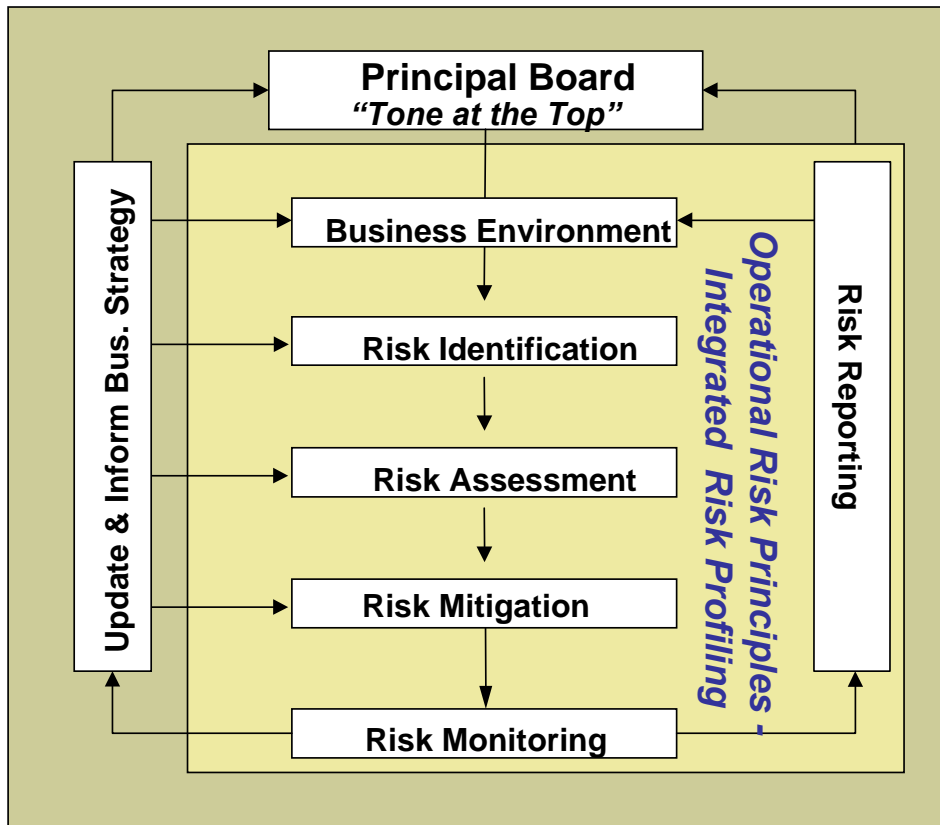 Principal Board
“Tone at the Top”
Update & Inform Bus. Strategy
Business Environment
Risk Identification
Risk Assessment
Risk Mitigation
Risk Monitoring
Operational Risk Principles -
Integrated Risk Profiling
Risk Reporting